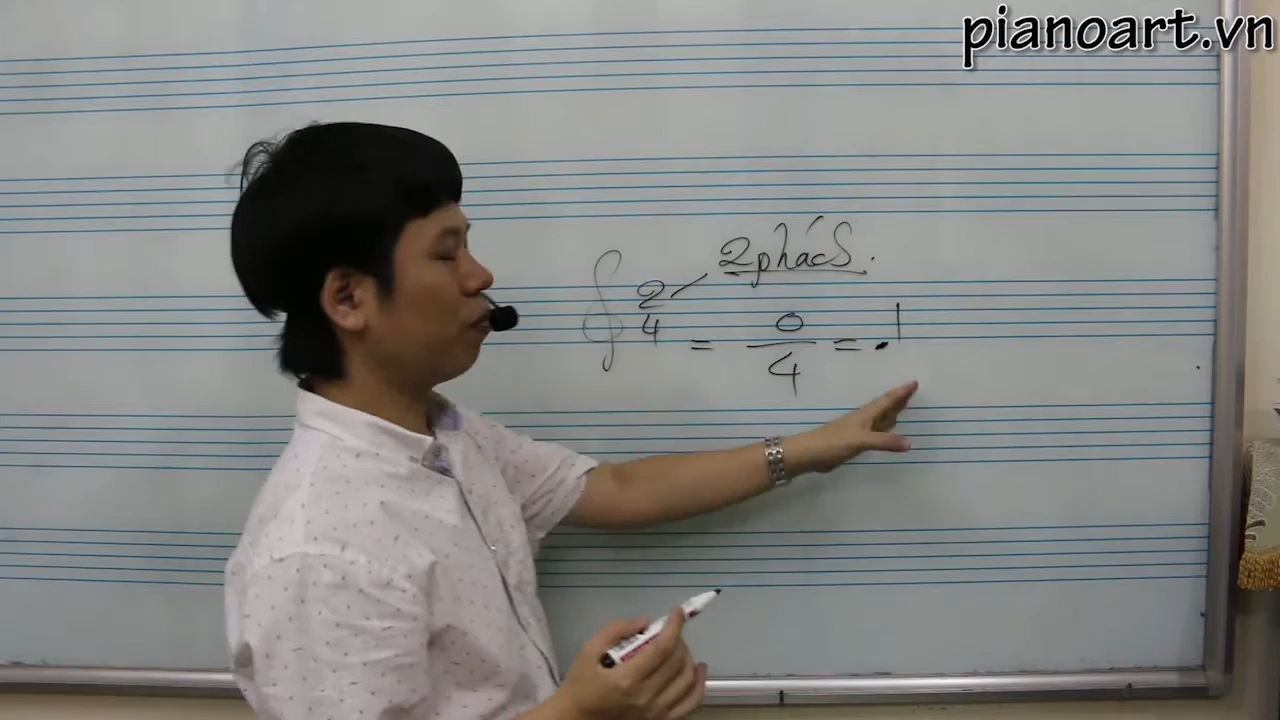 pianoart.vn
2 phách.
2
4
= o = 
4